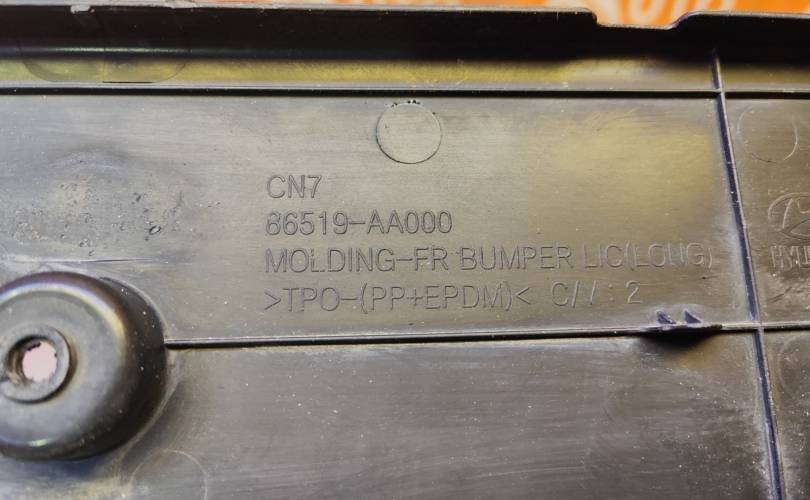 CN7
86519-AA000
MOLDING-FR BUMPER LIC(LONG)
>TPO-(PP+EPDM)< C/V : 2